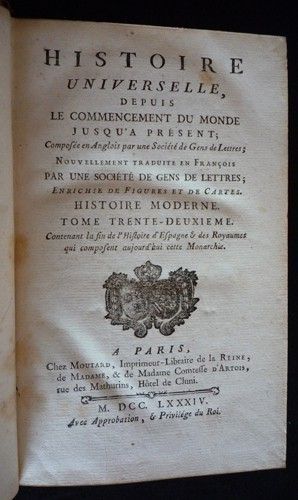 HISTOIRE
UNIVERSELLE,
DEPUIS
LE COMMENCEMENT DU MONDE
JUSQU'A PRÉSENT;
Composée en Anglois par une Société de Gens de Lettres;
NOUVELLEMENT TRADUITE EN FRANÇOIS
PAR UNE SOCIÉTÉ DE GENS DE LETTRES;
ENRICHIE DE FIGURES ET DE CARTES.
HISTOIRE MODERNE.
TOME TRENTE-DEUXIEME.
Contenant la fin de l'Histoire d'Espagne & des Royaumes
qui composent aujourd'hui cette Monarchie.
A PARIS,
Chez MOUTARD, Imprimeur-Libraire de la REINE,
de MADAME, & de Madame COMTESSE D'ARTOIS,
rue des Mathurins, Hôtel de Cluni.
M. DCC. LXXXIV.
Avec Approbation, & Privilége du Roi.